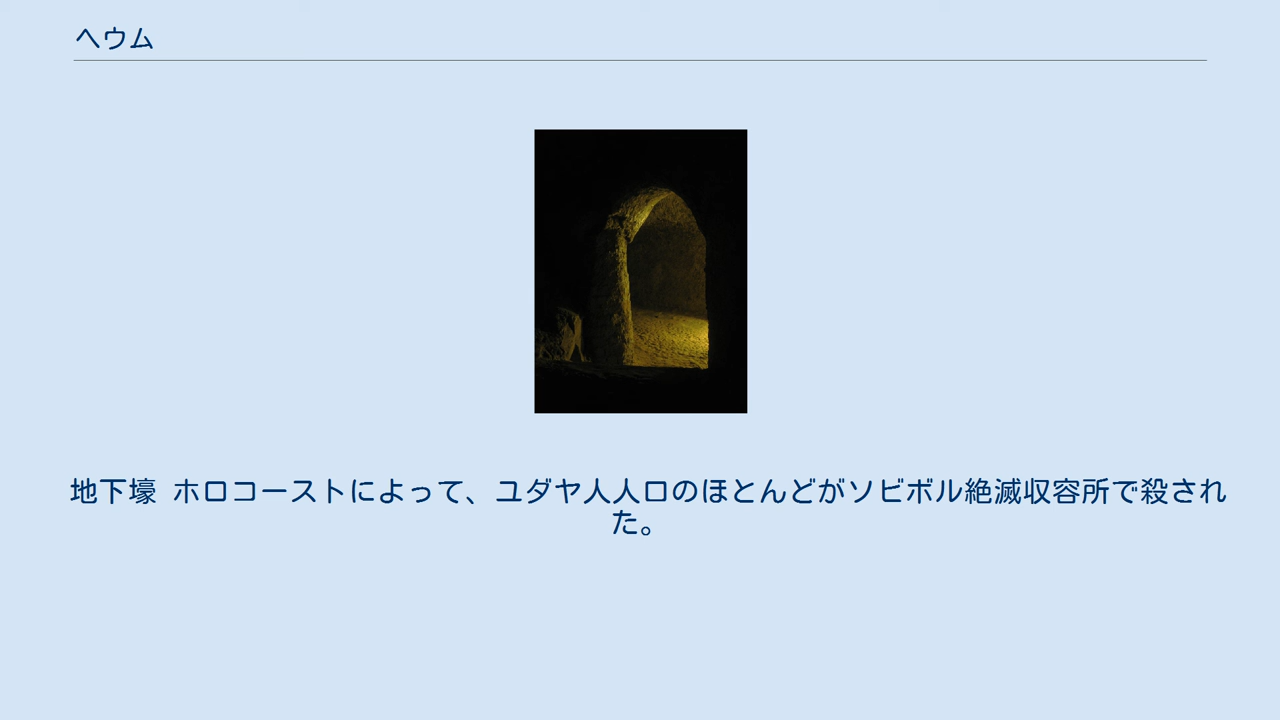 ヘウム
地下壕 ホロコーストによって、ユダヤ人人口のほとんどがソビボル絶滅収容所で殺され
た。